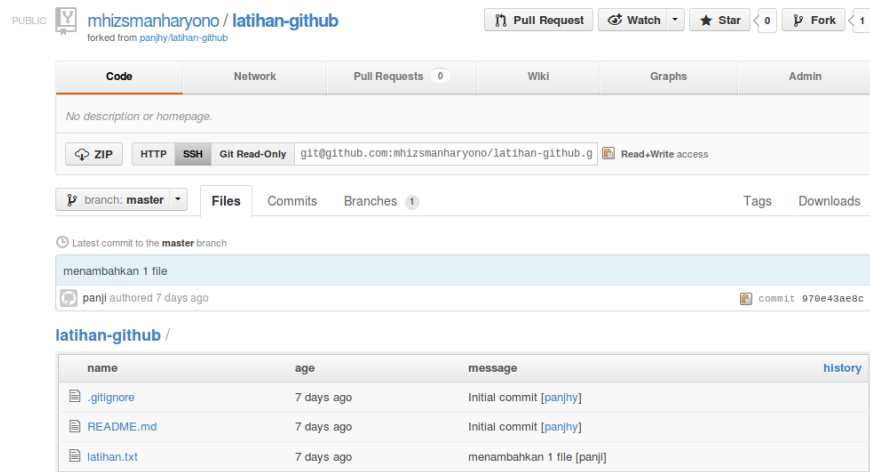 PUBLIC mhizsmanharyono / latihan-github Pull Request Watch Star 0 Fork 1
forked from panjhy/latihan-github
Code Network Pull Requests 0 Wiki Graphs Admin
No description or homepage.
ZIP HTTP SSH Git Read-Only git@github.com:mhizsmanharyono/latihan-github.g Read+Write access
branch: master Files Commits Branches 1 Tags Downloads
Latest commit to the master branch
menambahkan 1 file
panji authored 7 days ago commit 970e43ae8c
latihan-github /
name age message history
.gitignore 7 days ago Initial commit [panjhy]
README.md 7 days ago Initial commit [panjhy]
latihan.txt 7 days ago menambahkan 1 file [panji]